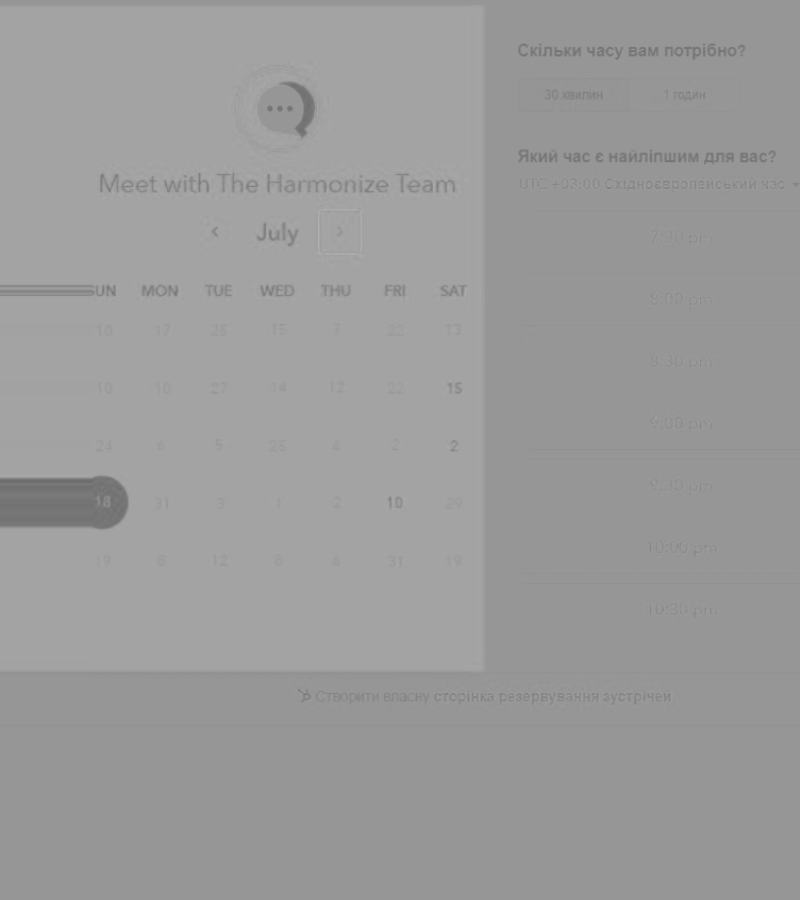 Meet with The Harmonize Team
July
SUN MON TUE WED THU FRI SAT
10 17 25 15 7 22 13
10 10 27 14 12 22 15
24 6 5 25 4 2 2
18 31 3 1 2 10 29
19 8 12 8 4 31 19
Скільки часу вам потрібно?
30 хвилин 1 годин
Який час є найліпшим для вас?
UTC +03:00 Східноєвропейський час
7:30 pm
8:00 pm
8:30 pm
9:00 pm
9:30 pm
10:00 pm
10:30 pm
Створити власну сторінка резервування зустрічей